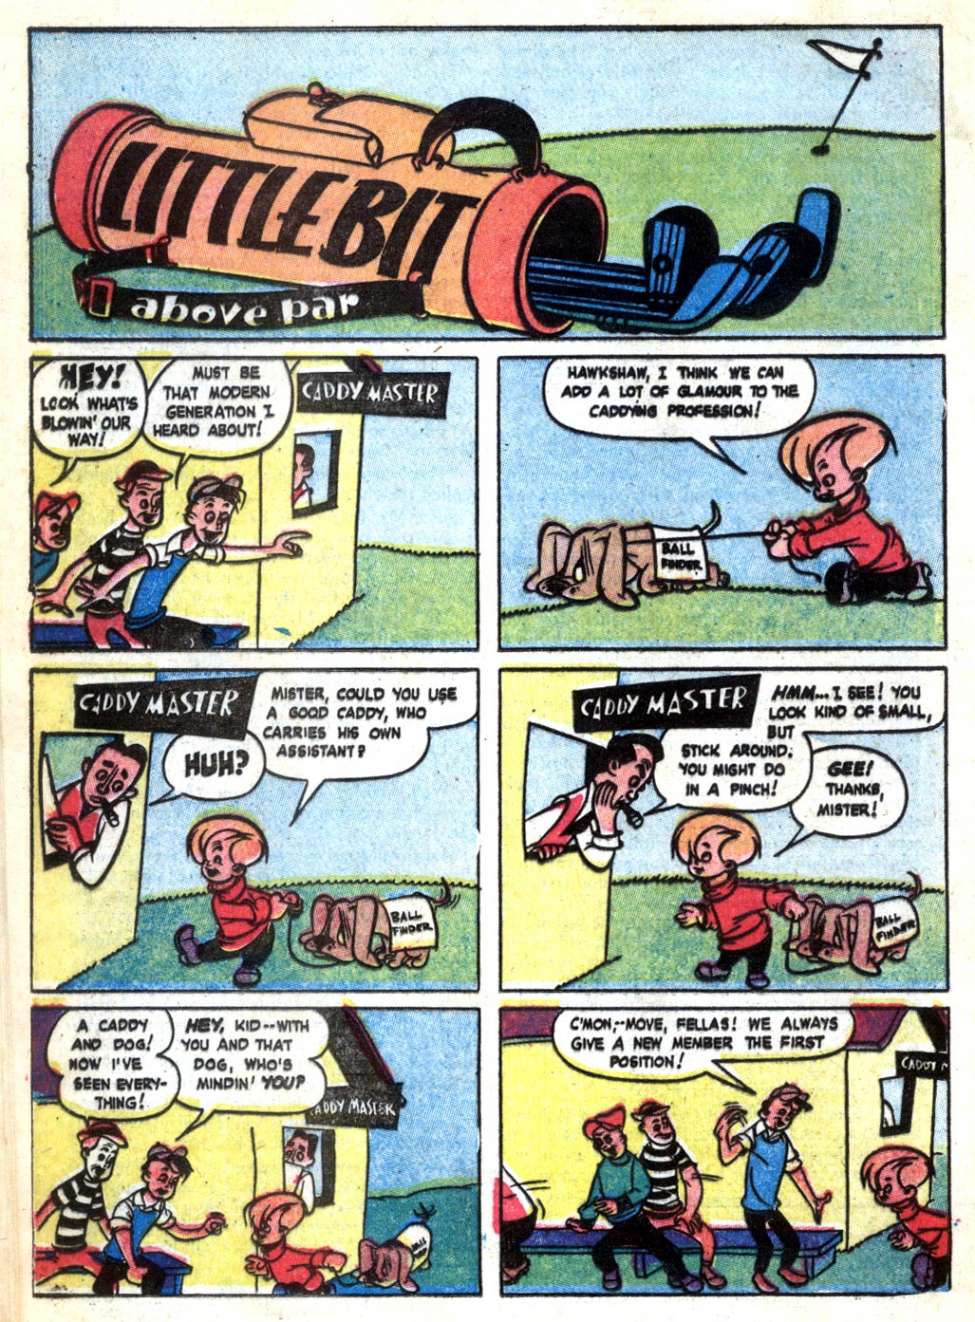 LITTLE BIT
above par
HEY!
LOOK WHAT'S
BLOWIN' OUR
WAY!
MUST BE
THAT MODERN
GENERATION I
HEARD ABOUT!
CADDY MASTER
HAWKSHAW, I THINK WE CAN
ADD A LOT OF GLAMOUR TO THE
CADDYING PROFESSION!
BALL
FINDER
CADDY MASTER
HUH?
MISTER, COULD YOU USE
A GOOD CADDY, WHO
CARRIES HIS OWN
ASSISTANT?
BALL
FINDER
CADDY MASTER
HMM... I SEE! YOU
LOOK KIND OF SMALL,
BUT
STICK AROUND.
YOU MIGHT DO
IN A PINCH!
GEE!
THANKS,
MISTER!
BALL
FINDER
A CADDY
AND DOG!
NOW I'VE
SEEN EVERY-
THING!
HEY, KID--WITH
YOU AND THAT
DOG, WHO'S
MINDIN' YOU?
CADDY MASTER
BALL
C'MON,--MOVE, FELLAS! WE ALWAYS
GIVE A NEW MEMBER THE FIRST
POSITION!
CADDY M